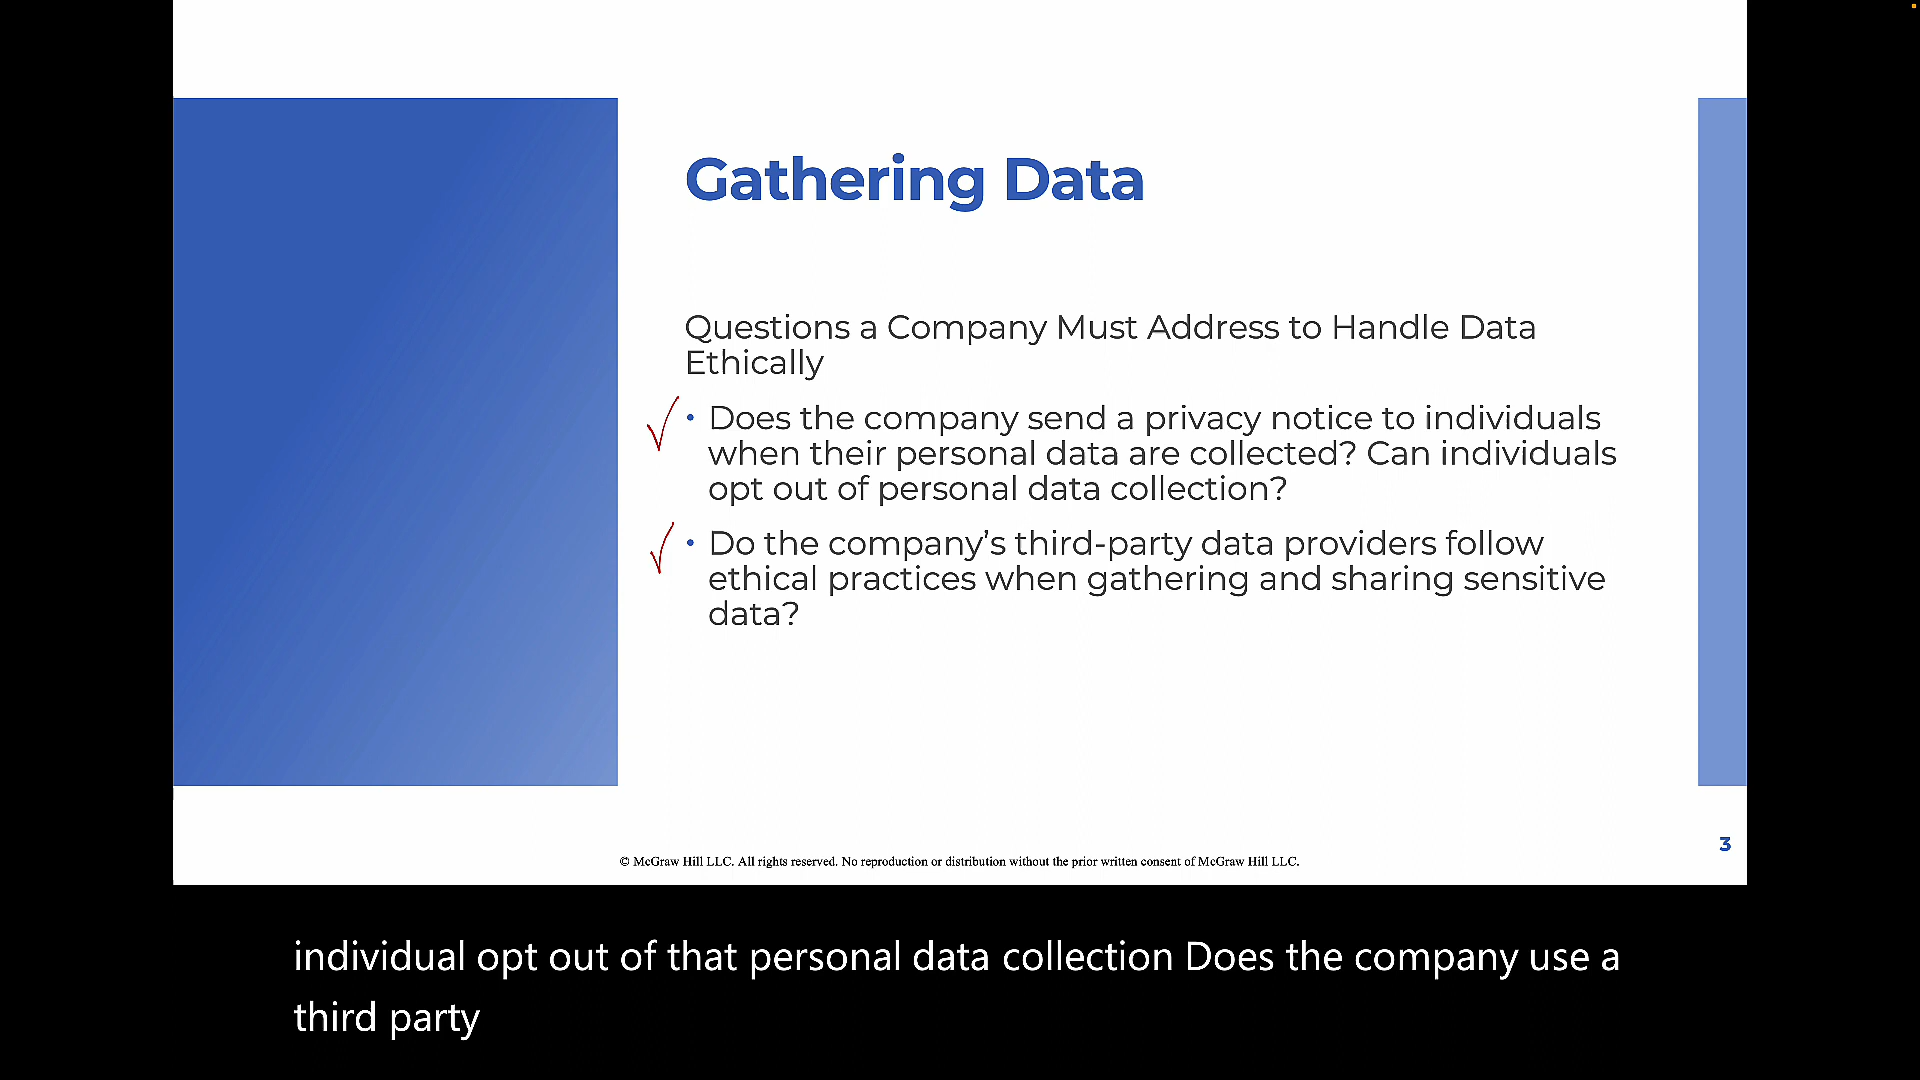 Gathering Data
Questions a Company Must Address to Handle Data
Ethically
• Does the company send a privacy notice to individuals
when their personal data are collected? Can individuals
opt out of personal data collection?
• Do the company’s third-party data providers follow
ethical practices when gathering and sharing sensitive
data?
3
© McGraw Hill LLC. All rights reserved. No reproduction or distribution without the prior written consent of McGraw Hill LLC.
individual opt out of that personal data collection Does the company use a
third party